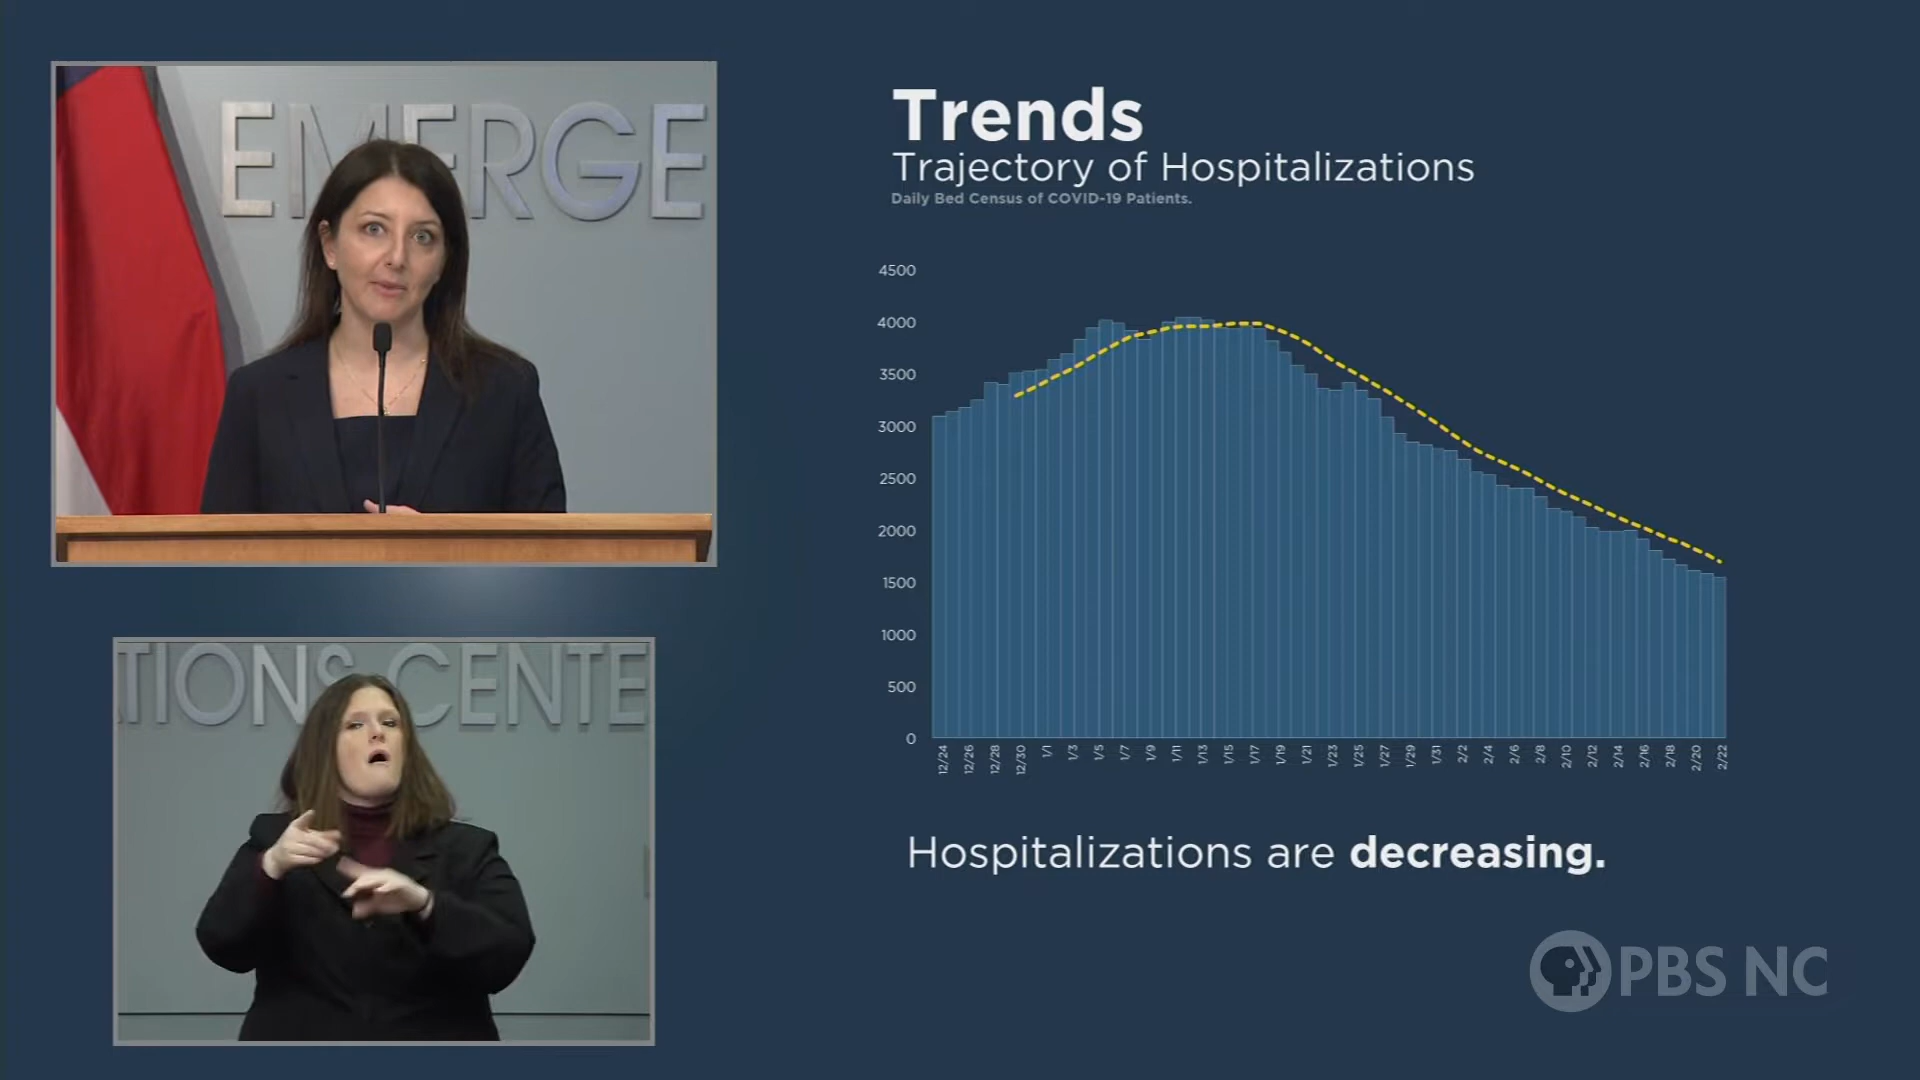 EMERGE
TIONS CENTE
Trends
Trajectory of Hospitalizations
Daily Bed Census of COVID-19 Patients.
4500
4000
3500
3000
2500
2000
1500
1000
500
0
12/24 12/26 12/28 12/30 1/1 1/3 1/5 1/7 1/9 1/11 1/13 1/15 1/17 1/19 1/21 1/23 1/25 1/27 1/29 1/31 2/2 2/4 2/6 2/8 2/10 2/12 2/14 2/16 2/18 2/20 2/22
Hospitalizations are decreasing.
PBS NC